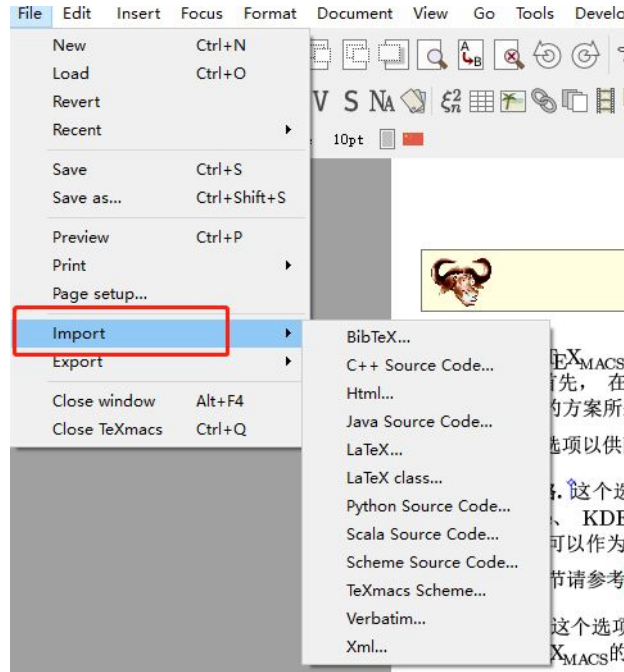 File Edit Insert Focus Format Document View Go Tools
New Ctrl+N
Load Ctrl+O
Revert
Recent
10pt
Save Ctrl+S
Save as... Ctrl+Shift+S
Preview Ctrl+P
Print
Page setup...
Import
Export
Close window Alt+F4
Close TeXmacs Ctrl+Q
BibTeX...
C++ Source Code...
Html...
Java Source Code...
LaTeX...
LaTeX class...
Python Source Code...
Scala Source Code...
Scheme Source Code...
TeXmacs Scheme...
Verbatim...
Xml...
EXMACS
首先， 在
的方案所
选项以供
. 这个选
、 KDE
可以作为
节请参考
这个选项
XMACS的